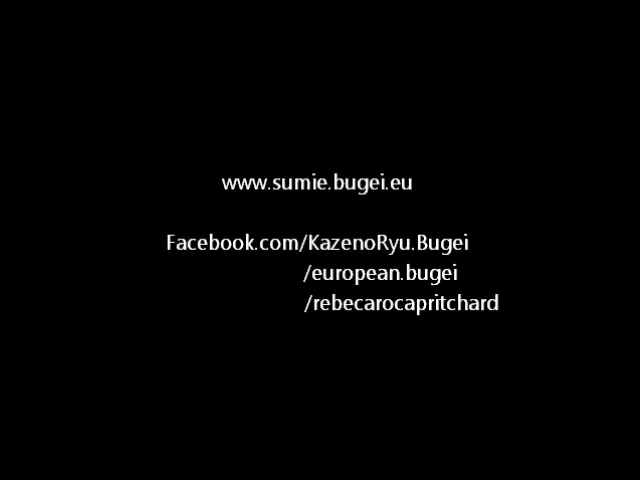 www.sumie.bugei.eu
Facebook.com/KazenoRyu.Bugei
/european.bugei
/rebecarocapritchard